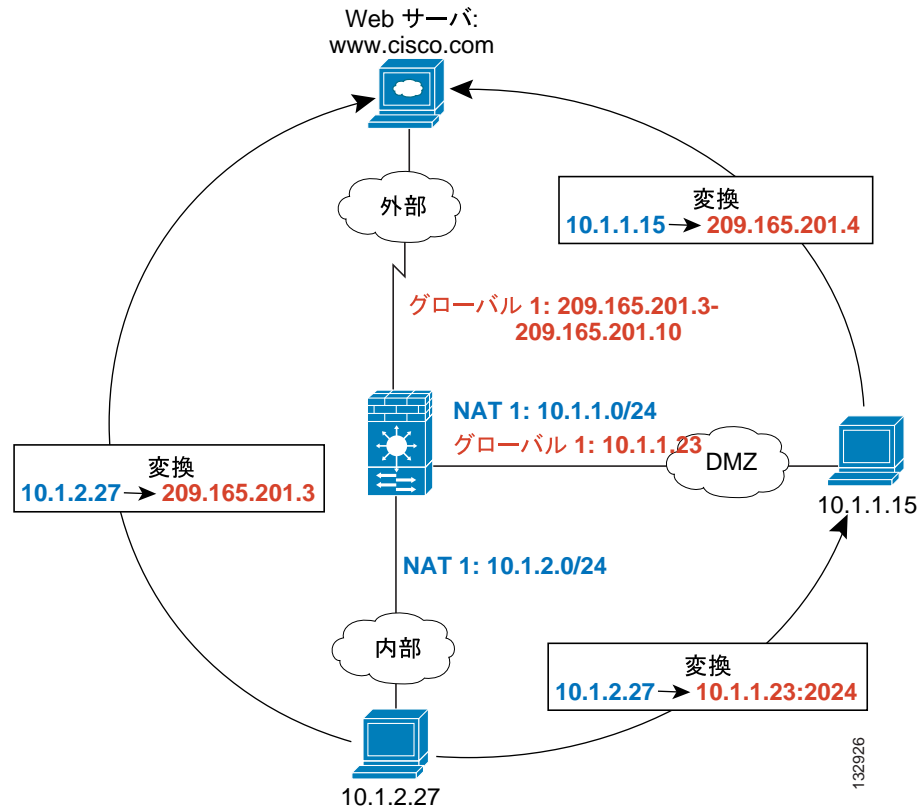 Web サーバ:
www.cisco.com
外部
変換
10.1.1.15 209.165.201.4
グローバル 1: 209.165.201.3-
209.165.201.10
NAT 1: 10.1.1.0/24
グローバル 1: 10.1.1.23
DMZ
10.1.1.15
変換
10.1.2.27 209.165.201.3
NAT 1: 10.1.2.0/24
内部
変換
10.1.2.27 10.1.1.23:2024
10.1.2.27
132926